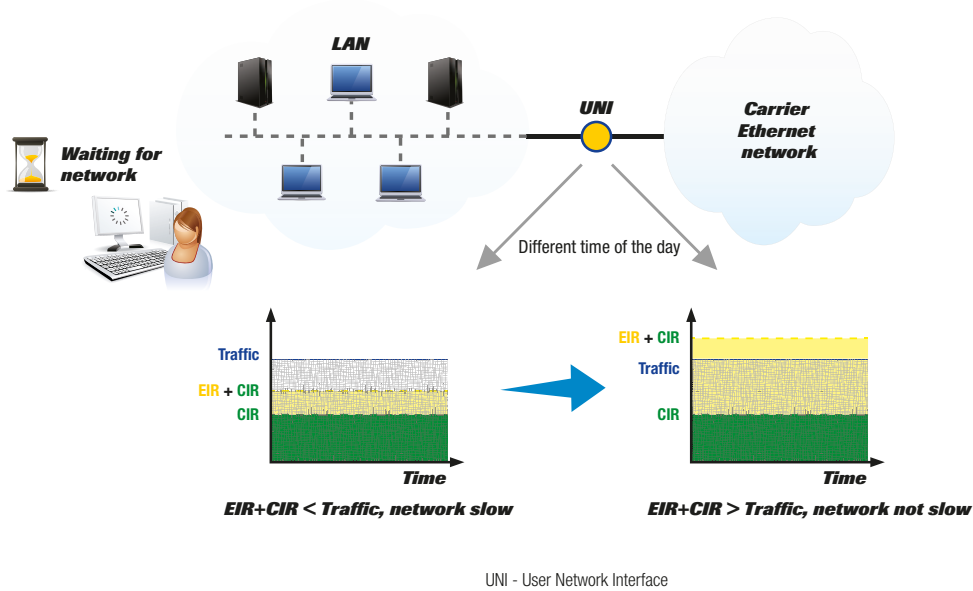 LAN
UNI
Carrier
Ethernet
network
Waiting for
network
Different time of the day
Traffic
EIR + CIR
CIR
Time
EIR+CIR < Traffic, network slow
EIR + CIR
Traffic
CIR
Time
EIR+CIR > Traffic, network not slow
UNI - User Network Interface